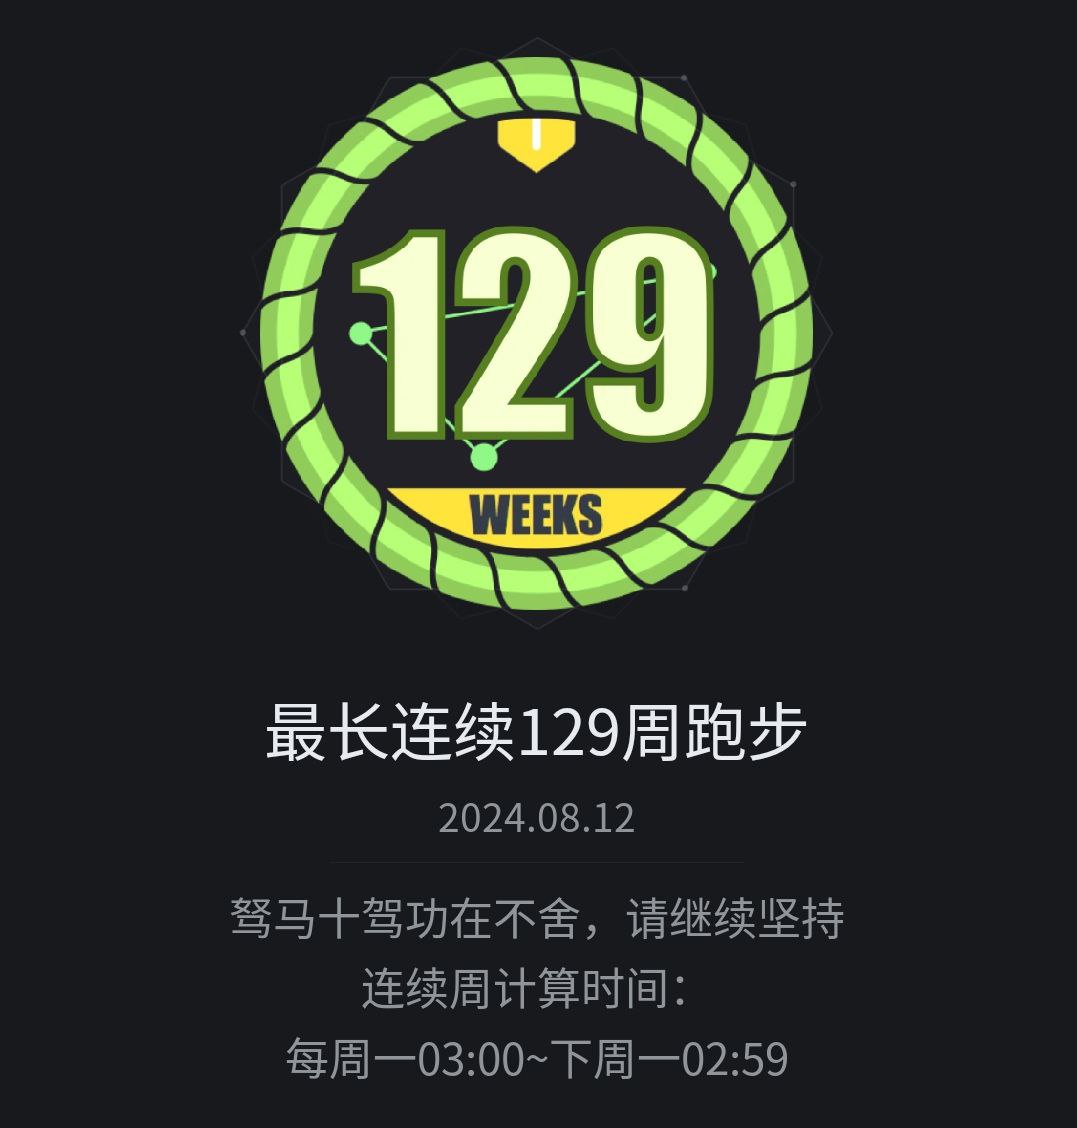 129
WEEKS
最长连续129周跑步
2024.08.12
驽马十驾功在不舍，请继续坚持
连续周计算时间：
每周一03:00~下周一02:59